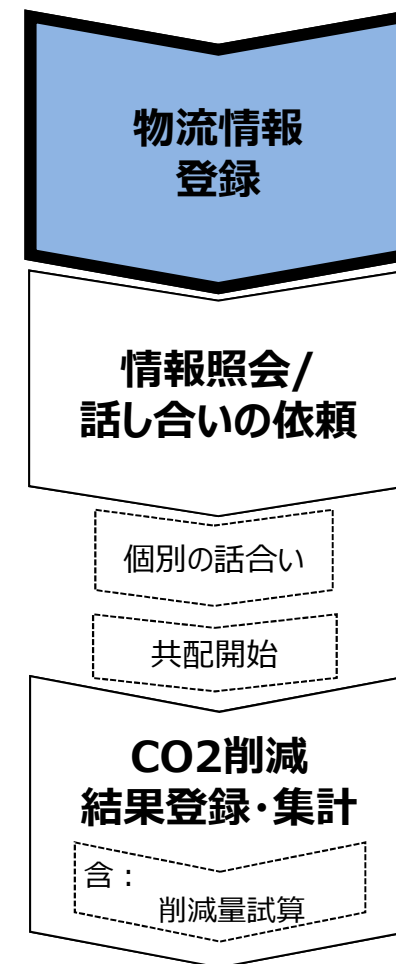 物流情報
登録
情報照会/
話し合いの依頼
個別の話合い
共配開始
CO2削減
結果登録・集計
含：
削減量試算